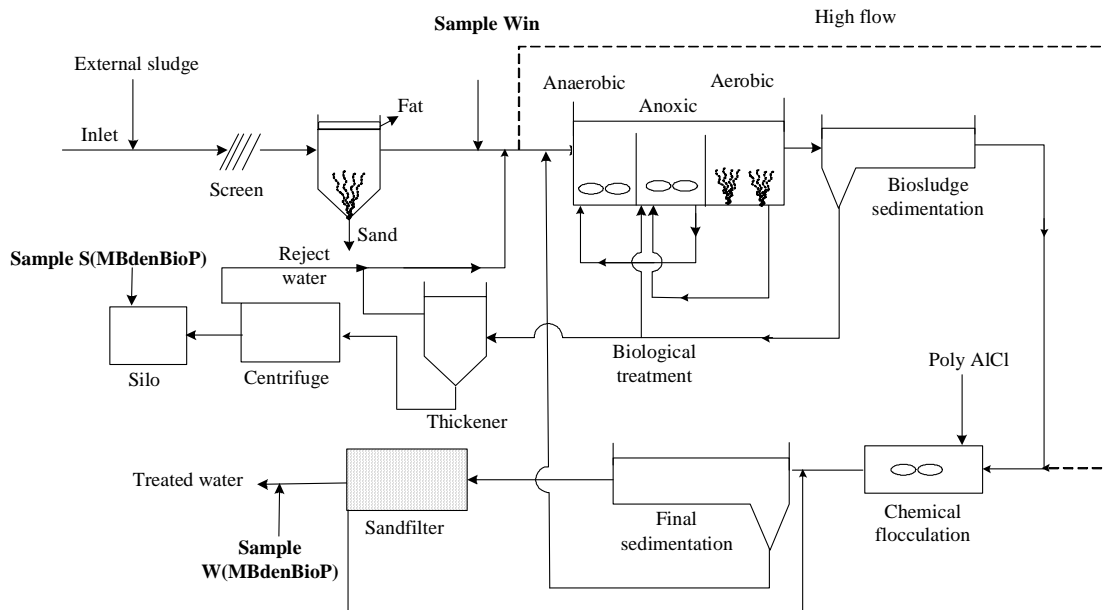 Sample Win
High flow
External sludge
Anaerobic
Aerobic
Fat
Anoxic
Inlet
Screen
Biosludge
sedimentation
Sand
Sample S(MBdenBioP)
Reject
water
Biological
treatment
Poly AlCl
Silo
Centrifuge
Thickener
Treated water
Sandfilter
Final
sedimentation
Chemical
flocculation
Sample
W(MBdenBioP)